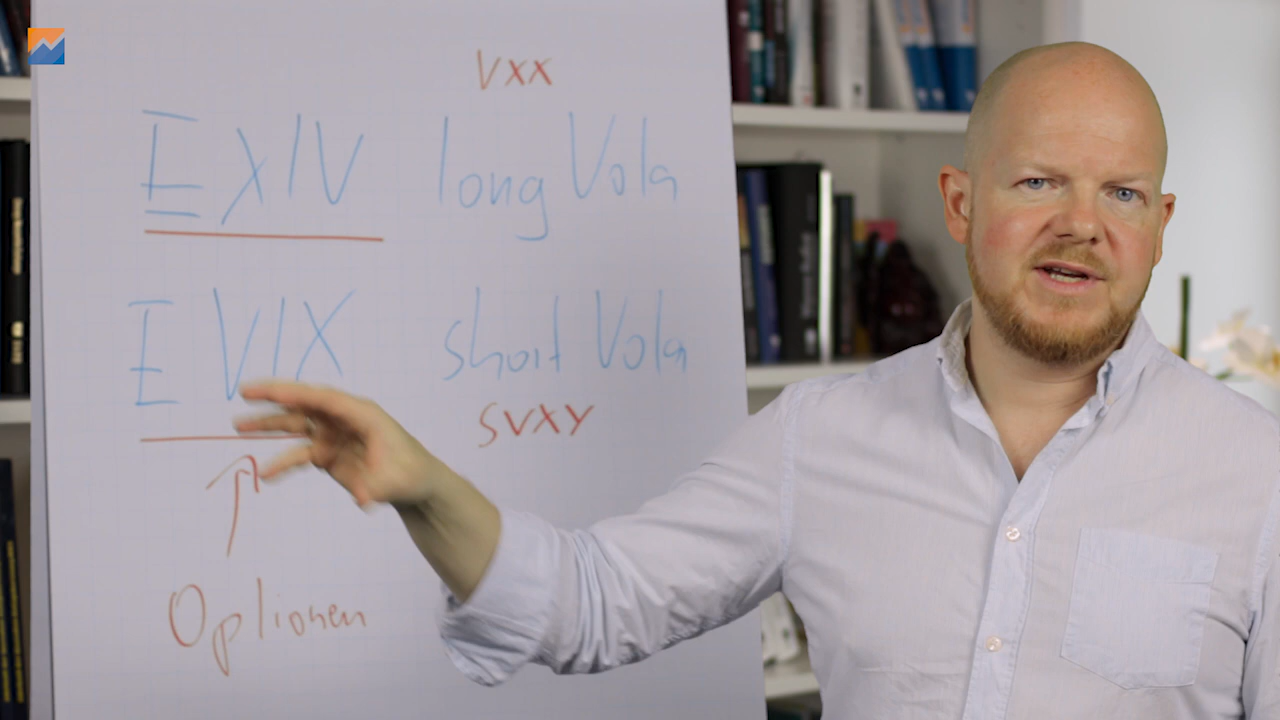 VXX
EXIV long Vola
EVIX short Vola
SVXY
Optionen